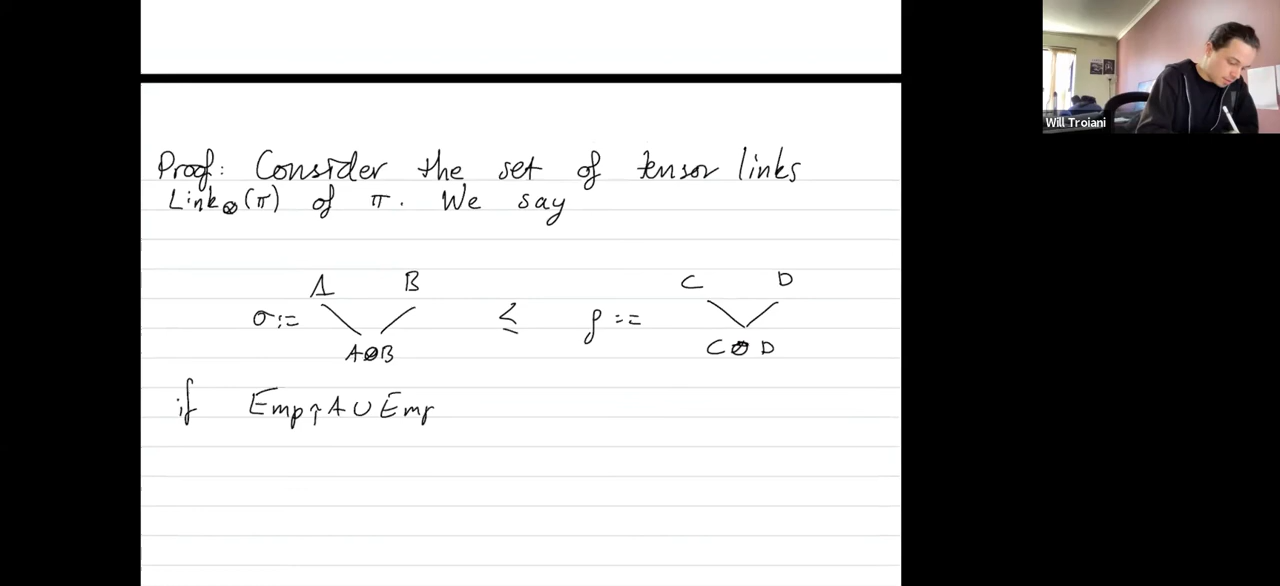 Proof: Consider the set of tensor links
Link⊗(π) of π. We say
A B C D
σ:= ≤ ρ:=
A⊗B C⊗D
if Emp↑A ∪ Emp
Will Troiani